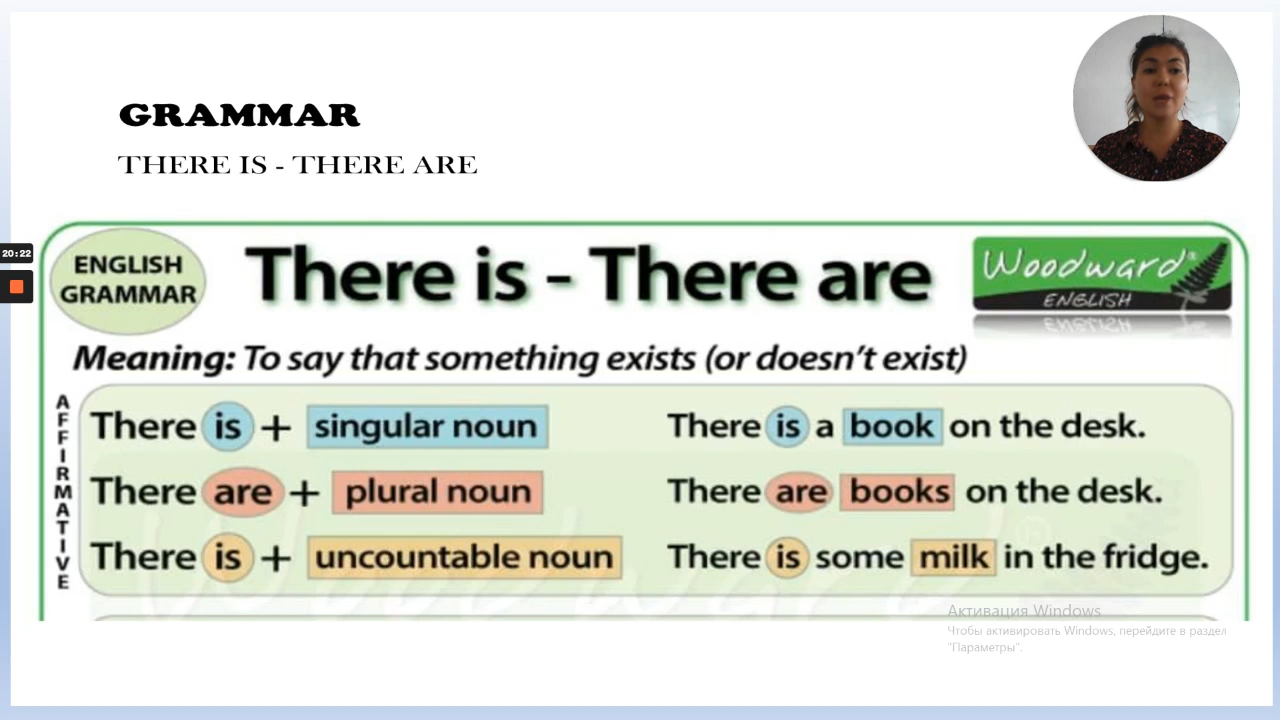 GRAMMAR
THERE IS - THERE ARE
20:22
ENGLISH
GRAMMAR
There is - There are
Woodward®
ENGLISH
Meaning: To say that something exists (or doesn't exist)
AFFIRMATIVE
There is + singular noun
There is a book on the desk.
There are + plural noun
There are books on the desk.
There is + uncountable noun
There is some milk in the fridge.
Woodward®
Активация Windows
Чтобы активировать Windows, перейдите в раздел
"Параметры".